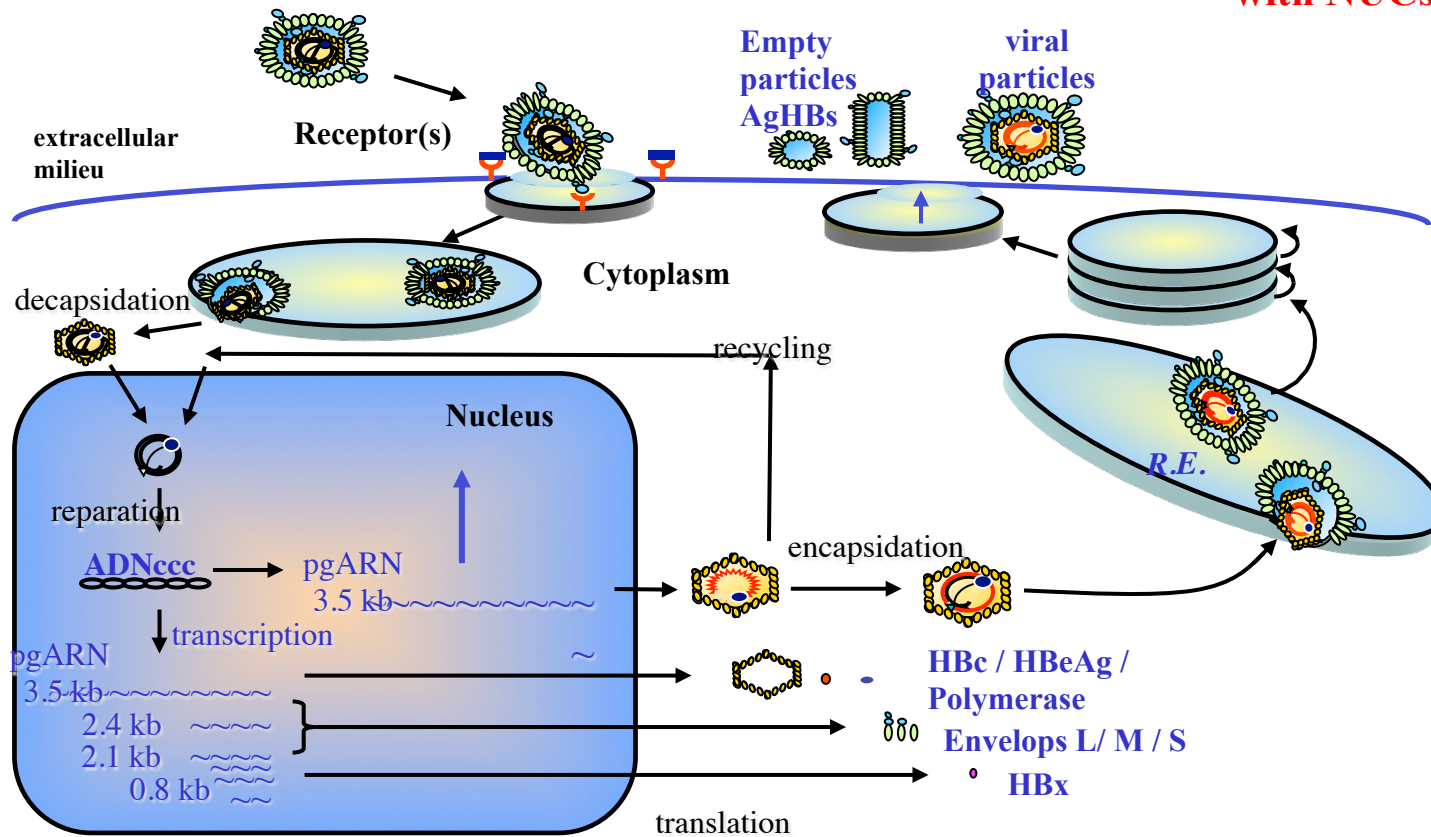 with NUCs
Empty
particles
AgHBs
viral
particles
Receptor(s)
extracellular
milieu
Cytoplasm
decapsidation
recycling
Nucleus
R.E.
reparation
ADNccc
pgARN
3.5 kb
encapsidation
transcription
pgARN
3.5 kb
2.4 kb
2.1 kb
0.8 kb
HBc / HBeAg /
Polymerase
Envelops L/ M / S
HBx
translation